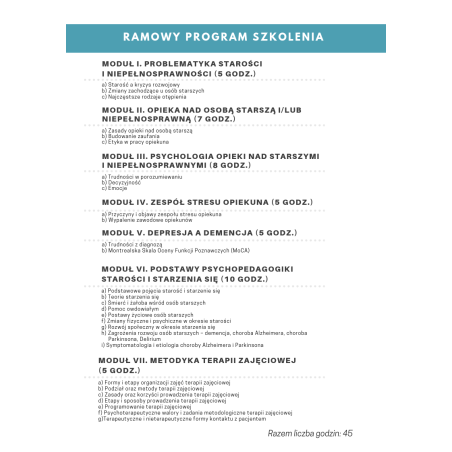 RAMOWY PROGRAM SZKOLENIA
MODUŁ I. PROBLEMATYKA STAROŚCI
I NIEPEŁNOSPRAWNOŚCI (5 GODZ.)
a) Starość a kryzys rozwojowy
b) Zmiany zachodzące u osób starszych
c) Najczęstsze rodzaje otępienia
MODUŁ II. OPIEKA NAD OSOBĄ STARSZĄ I/LUB
NIEPEŁNOSPRAWNĄ (7 GODZ.)
a) Zasady opieki nad osobą starszą
b) Budowanie zaufania
c) Etyka w pracy opiekuna
MODUŁ III. PSYCHOLOGIA OPIEKI NAD STARSZYMI
I NIEPEŁNOSPRAWNYMI (8 GODZ.)
a) Trudności w porozumiewaniu
b) Decyzyjność
c) Emocje
MODUŁ IV. ZESPÓŁ STRESU OPIEKUNA (5 GODZ.)
a) Przyczyny i objawy zespołu stresu opiekuna
b) Wypalenie zawodowe opiekunów
MODUŁ V. DEPRESJA A DEMENCJA (5 GODZ.)
a) Trudności z diagnozą
b) Montrealska Skala Oceny Funkcji Poznawczych (MoCA)
MODUŁ VI. PODSTAWY PSYCHOPEDAGOGIKI
STAROŚCI I STARZENIA SIĘ (10 GODZ.)
a) Podstawowe pojęcia starość i starzenie się
b) Teorie starzenia się
c) Śmierć i żałoba wśród osób starszych
d) Pomoc owdowiałym
e) Postawy życiowe osób starszych
f) Zmiany fizyczne i psychiczne w okresie starości
g) Rozwój społeczny w okresie starzenia się
h) Zagrożenia rozwoju osób starszych – demencja, choroba Alzheimera, choroba
Parkinsona, Delirium
i) Symptomatologia i etiologia choroby Alzheimera i Parkinsona
MODUŁ VII. METODYKA TERAPII ZAJĘCIOWEJ
(5 GODZ.)
a) Formy i etapy organizacji zajęć terapii zajęciowej
b) Podział oraz metody terapii zajęciowej
c) Zasady oraz korzyści prowadzenia terapii zajęciowej
d) Etapy i sposoby prowadzenia terapii zajęciowej
e) Programowanie terapii zajęciowej
f) Psychoterapeutyczne walory i zadania metodologiczne terapii zajęciowej
g)Terapeutyczne i nieterapeutyczne formy kontaktu z pacjentem
Razem liczba godzin: 45